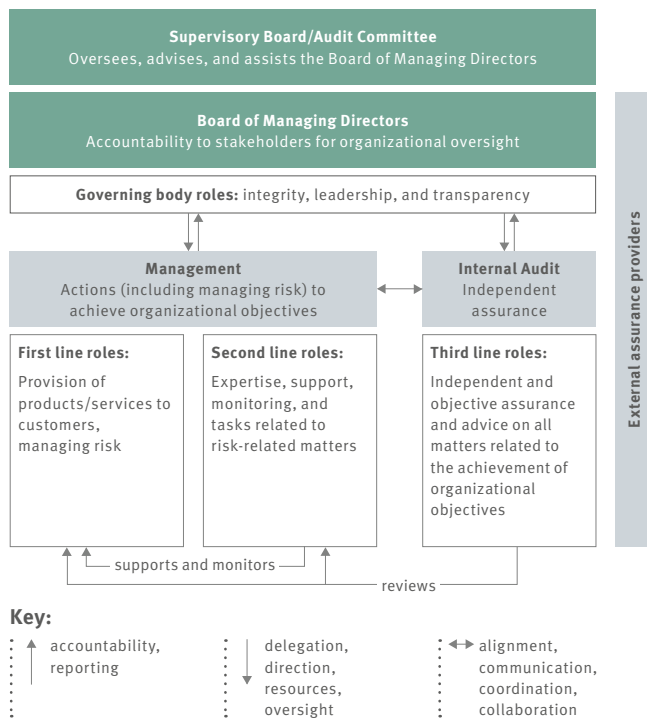 Supervisory Board/Audit Committee
Oversees, advises, and assists the Board of Managing Directors
Board of Managing Directors
Accountability to stakeholders for organizational oversight
Governing body roles: integrity, leadership, and transparency
Management
Actions (including managing risk) to
achieve organizational objectives
Internal Audit
Independent
assurance
First line roles:
Provision of
products/services to
customers,
managing risk
Second line roles:
Expertise, support,
monitoring, and
tasks related to
risk-related matters
Third line roles:
Independent and
objective assurance
and advice on all
matters related to
the achievement of
organizational
objectives
External assurance providers
supports and monitors
reviews
Key:
accountability,
reporting
delegation,
direction,
resources,
oversight
alignment,
communication,
coordination,
collaboration